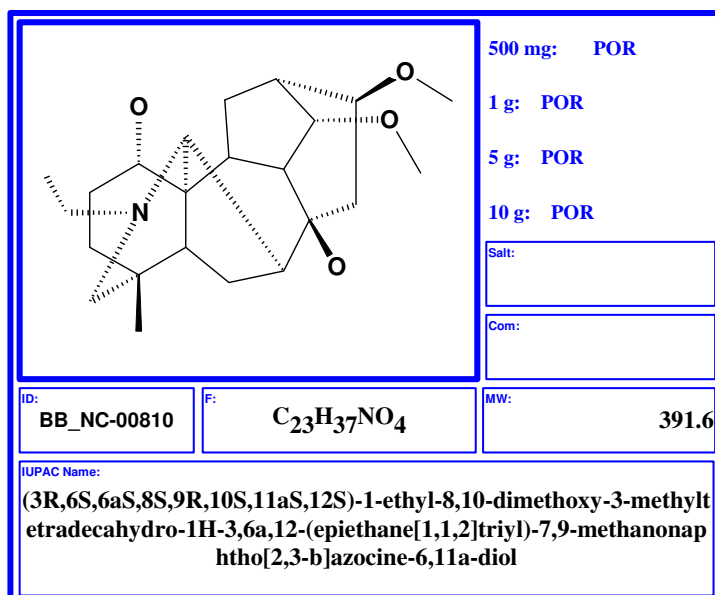 500 mg: POR
1 g: POR
5 g: POR
10 g: POR
O
O
O
N
O
Salt:
Com:
ID:
BB_NC-00810
F:
C23H37NO4
MW:
391.6
IUPAC Name:
(3R,6S,6aS,8S,9R,10S,11aS,12S)-1-ethyl-8,10-dimethoxy-3-methylt
etradecahydro-1H-3,6a,12-(epiethane[1,1,2]triyl)-7,9-methanonap
htho[2,3-b]azocine-6,11a-diol